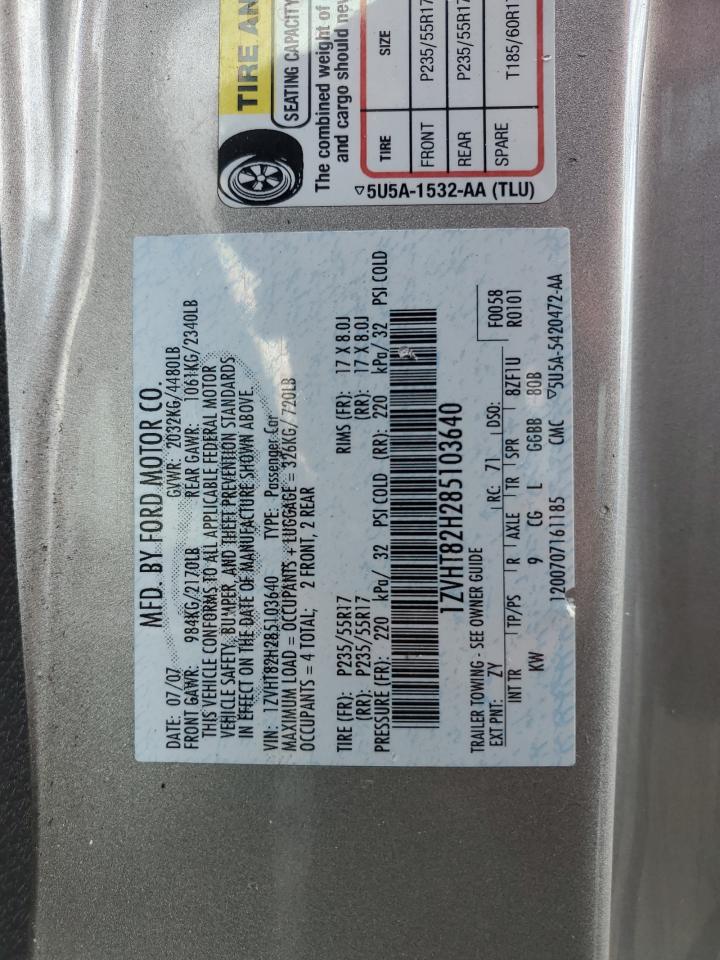 MFD. BY FORD MOTOR CO.
DATE: 07/07 GVWR: 2032KG/4480LB
FRONT GAWR: 984KG/2170LB REAR GAWR: 1061KG/2340LB
THIS VEHICLE CONFORMS TO ALL APPLICABLE FEDERAL MOTOR
VEHICLE SAFETY, BUMPER, AND THEFT PREVENTION STANDARDS
IN EFFECT ON THE DATE OF MANUFACTURE SHOWN ABOVE.
VIN: 1ZVHT82H285103640 TYPE: Passenger Car
MAXIMUM LOAD = OCCUPANTS + LUGGAGE = 326KG/ 720LB
OCCUPANTS = 4 TOTAL; 2 FRONT, 2 REAR
TIRE (FR): P235/55R17 RIMS (FR): 17 X 8.0J
(RR): P235/55R17 (RR): 17 X 8.0J
PRESSURE (FR): 220 kPa/ 32 PSI COLD (RR): 220 kPa/ 32 PSI COLD
1ZVHT82H285103640
TRAILER TOWING - SEE OWNER GUIDE
F0058
R0101
EXT PNT: ZY RC: 71 DSO:
INT TR TP/PS R AXLE TR SPR 8ZF1U
KW 9 CG L GGBB 80B
1200707161185 CMC ▽5U5A-5420472-AA
TIRE AN
SEATING CAPACITY
The combined weight of
and cargo should nev
TIRE SIZE
FRONT P235/55R17
REAR P235/55R17
SPARE T185/60R1
▽5U5A-1532-AA (TLU)